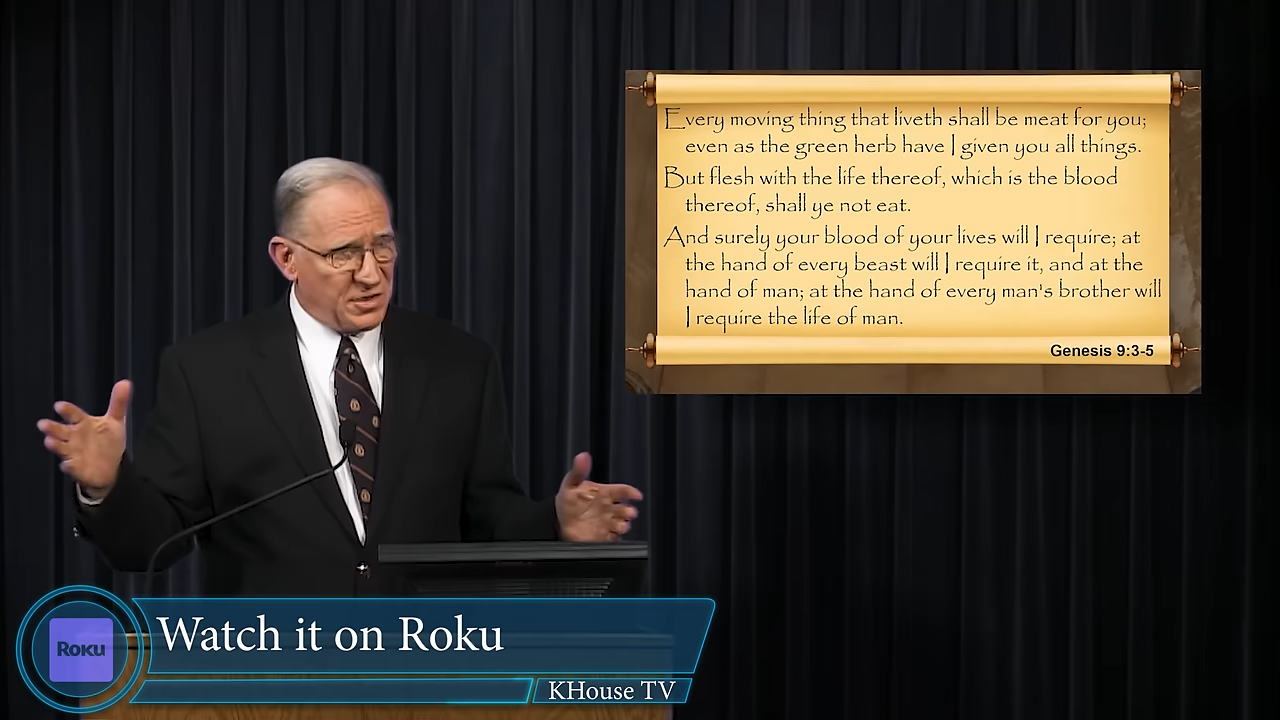 Every moving thing that liveth shall be meat for you;
even as the green herb have I given you all things.
But flesh with the life thereof, which is the blood
thereof, shall ye not eat.
And surely your blood of your lives will I require; at
the hand of every beast will I require it, and at the
hand of man; at the hand of every man's brother will
I require the life of man.
Genesis 9:3-5
Roku
Watch it on Roku
KHouse TV